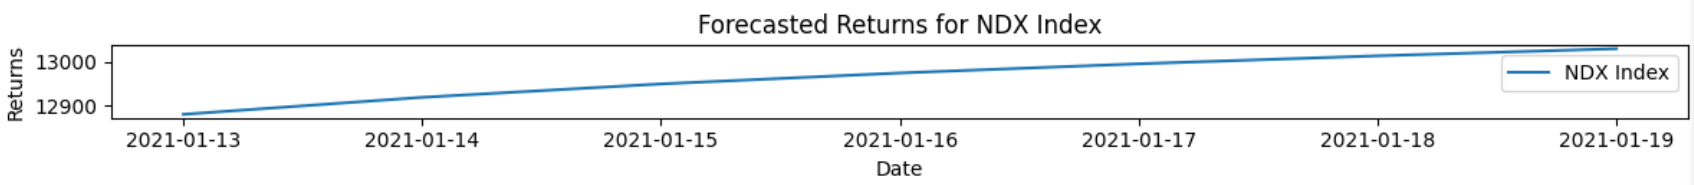 Forecasted Returns for NDX Index
Returns
13000
12900
NDX Index
2021-01-13 2021-01-14 2021-01-15 2021-01-16 2021-01-17 2021-01-18 2021-01-19
Date